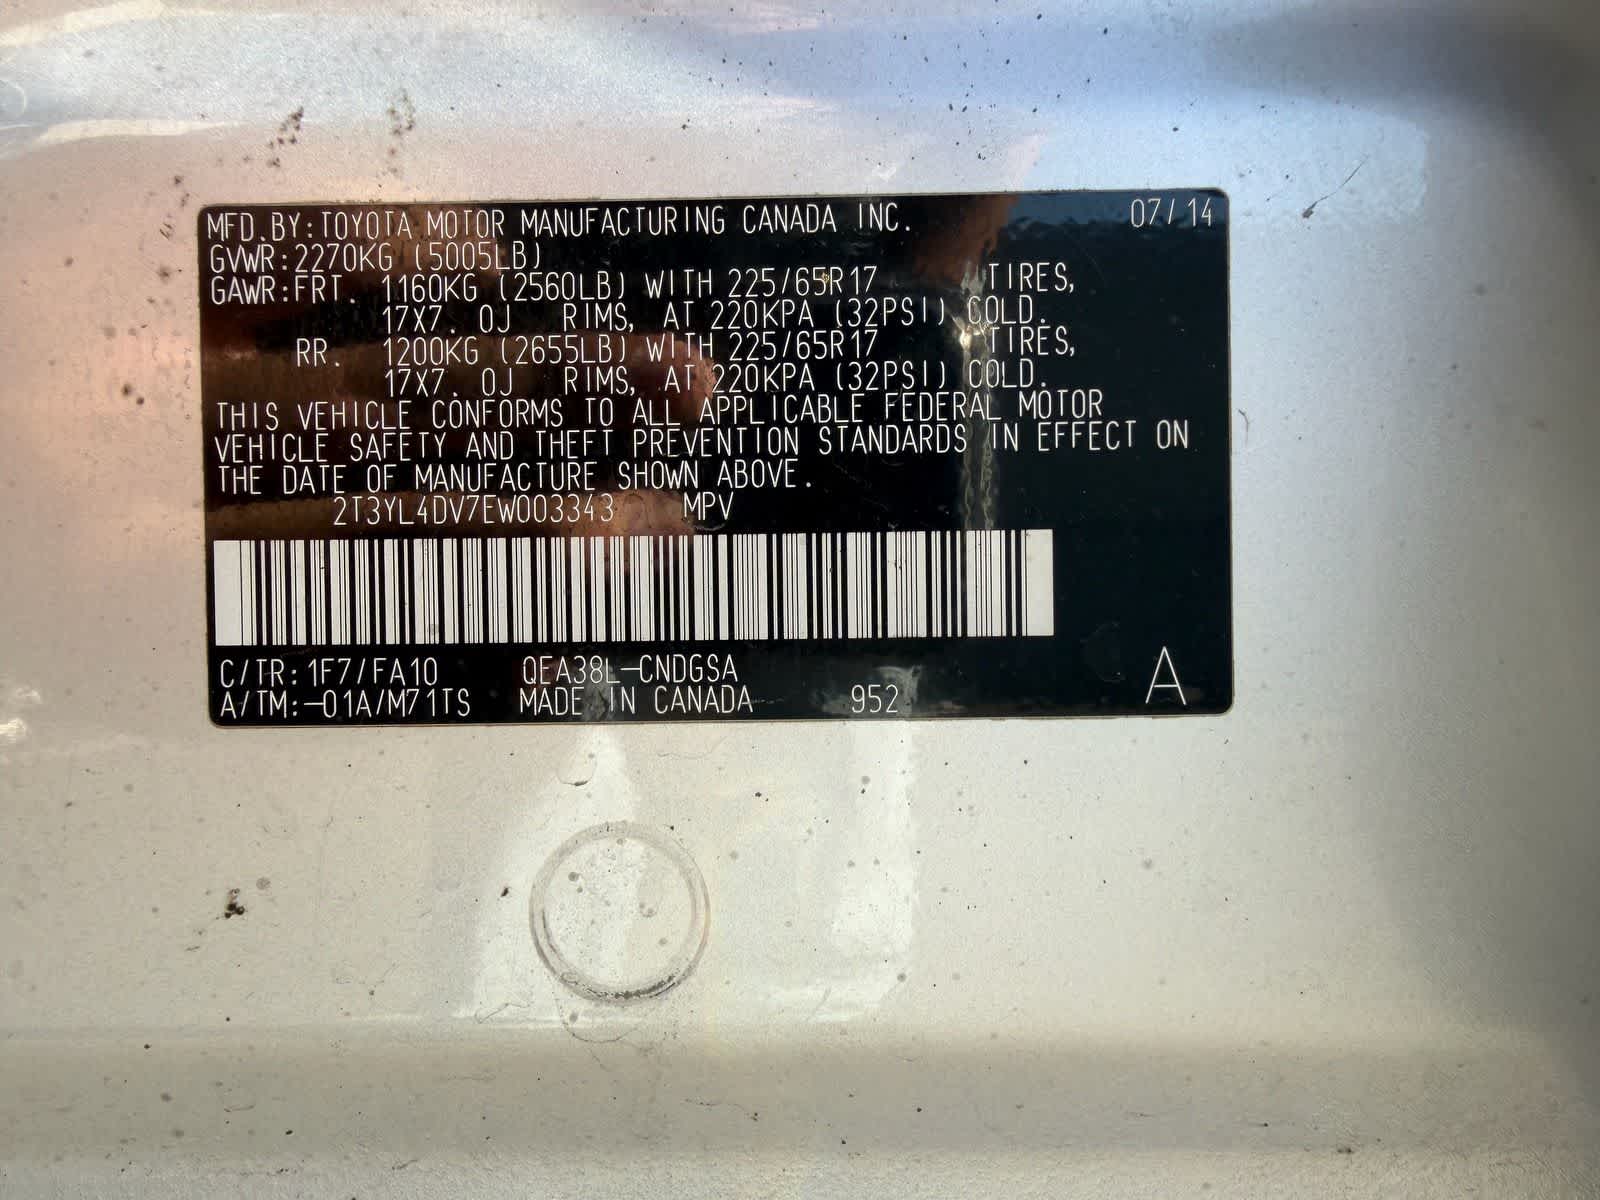 MFD.BY:TOYOTA MOTOR MANUFACTURING CANADA INC. 07/14
GVWR:2270KG (5005LB)
GAWR:FRT. 1160KG (2560LB) WITH 225/65R17 TIRES,
17X7.0J RIMS, AT 220KPA (32PSI) COLD.
RR. 1200KG (2655LB) WITH 225/65R17 TIRES,
17X7.0J RIMS, AT 220KPA (32PSI) COLD.
THIS VEHICLE CONFORMS TO ALL APPLICABLE FEDERAL MOTOR
VEHICLE SAFETY AND THEFT PREVENTION STANDARDS IN EFFECT ON
THE DATE OF MANUFACTURE SHOWN ABOVE.
2T3YL4DV7EW003343 MPV
C/TR:1F7/FA10 QEA38L-CNDGSA
A/TM:-01A/M71TS MADE IN CANADA 952 A